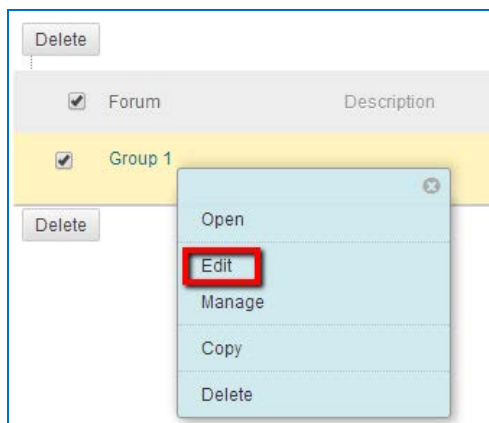 Delete
Forum Description
Group 1
Delete
Open
Edit
Manage
Copy
Delete